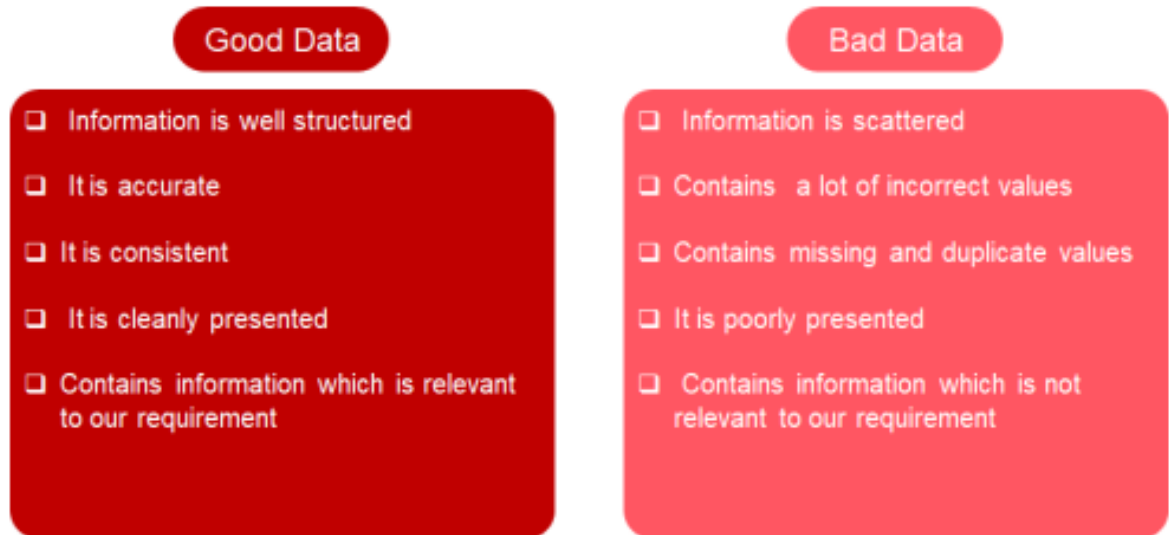 Good Data
❑ Information is well structured
❑ It is accurate
❑ It is consistent
❑ It is cleanly presented
❑ Contains information which is relevant
to our requirement
Bad Data
❑ Information is scattered
❑ Contains a lot of incorrect values
❑ Contains missing and duplicate values
❑ It is poorly presented
❑ Contains information which is not
relevant to our requirement